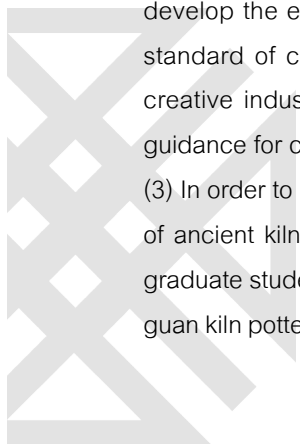 develop the e
standard of c
creative indus
guidance for c
(3) In order to
of ancient kiln
graduate stude
guan kiln potte